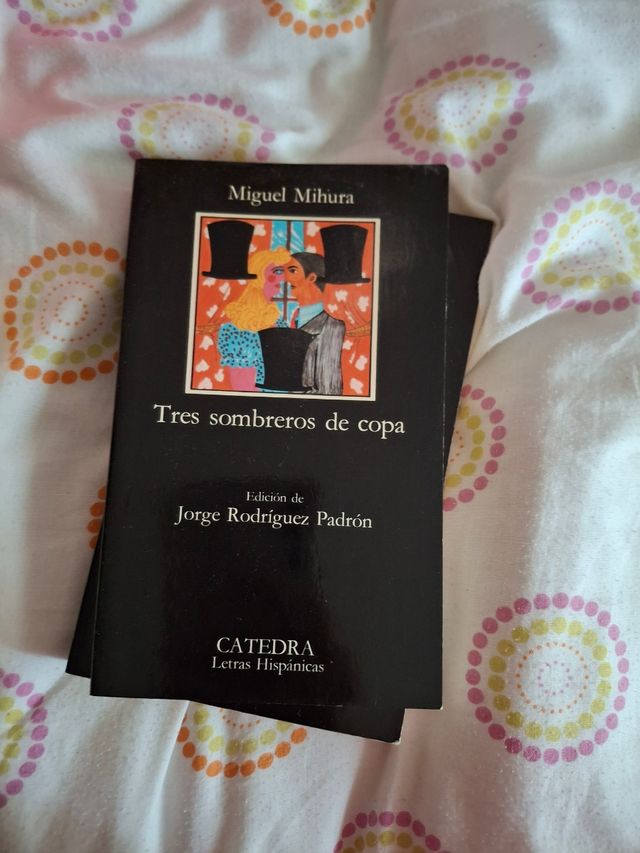 Miguel Mihura
Tres sombreros de copa
Edición de
Jorge Rodríguez Padrón
CATEDRA
Letras Hispánicas